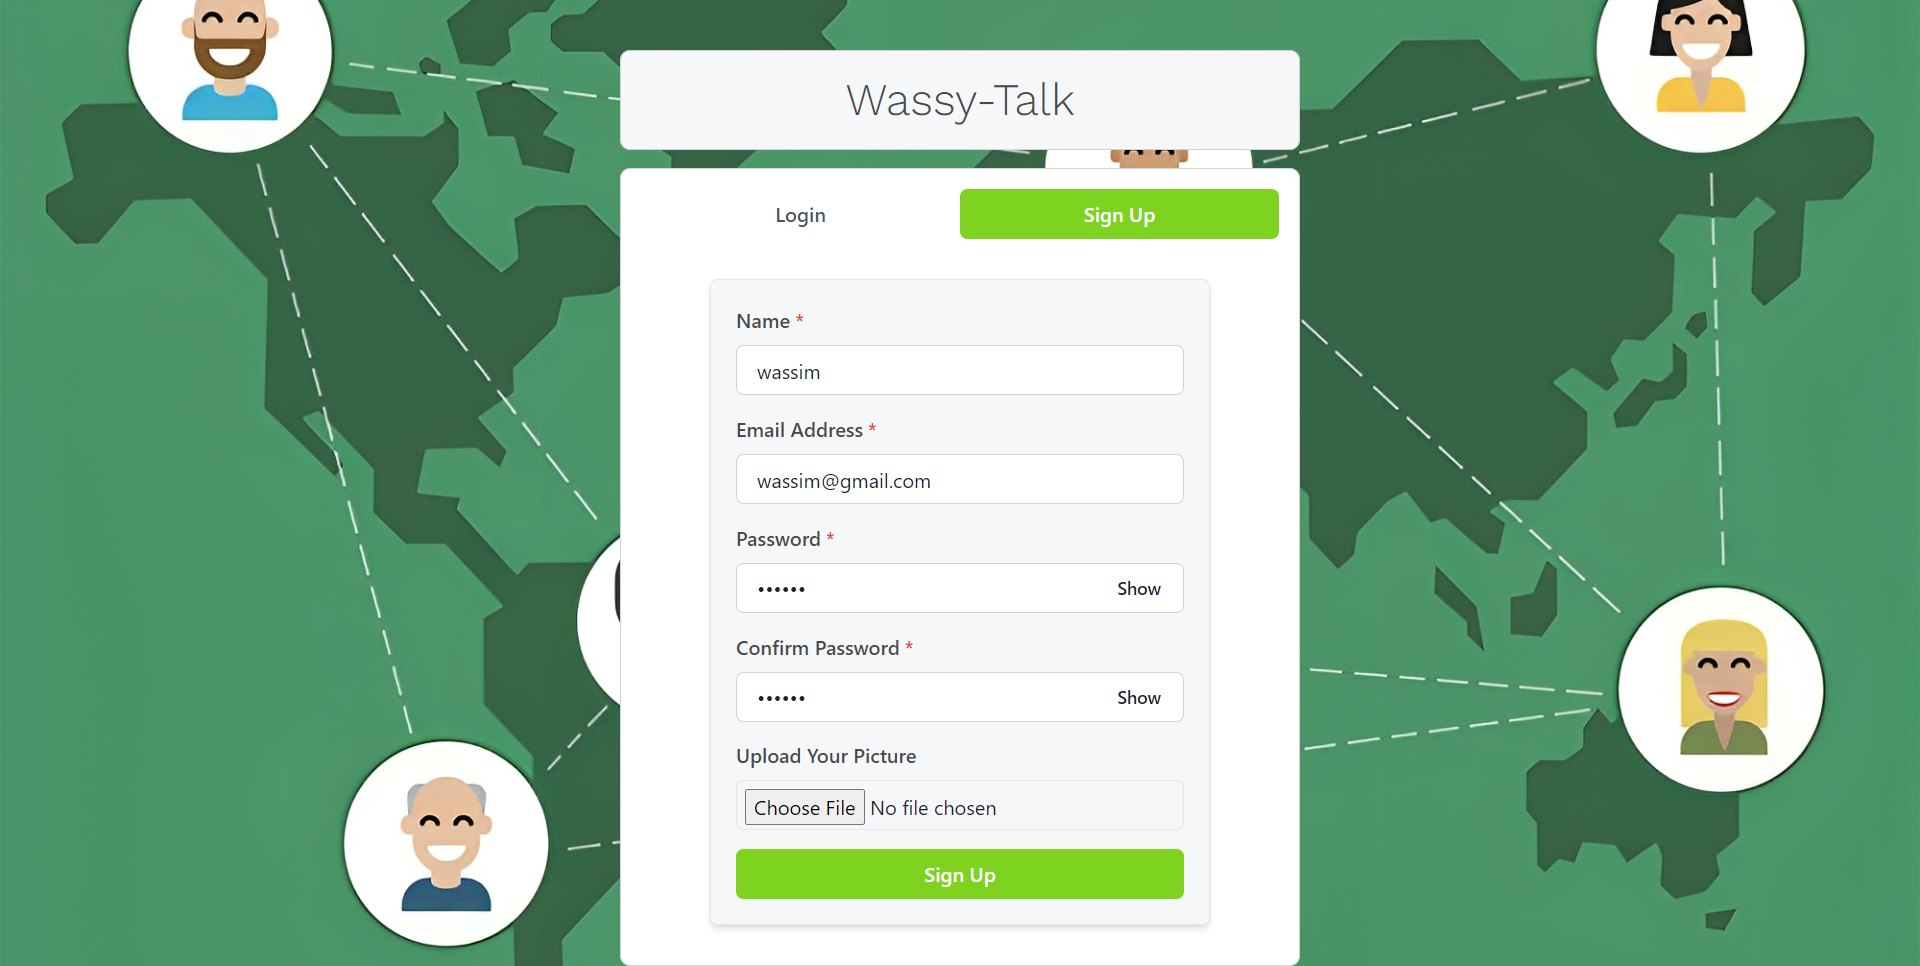 Wassy-Talk
Login
Sign Up
Name *
wassim
Email Address *
wassim@gmail.com
Password *
••••••
Show
Confirm Password *
••••••
Show
Upload Your Picture
Choose File No file chosen
Sign Up